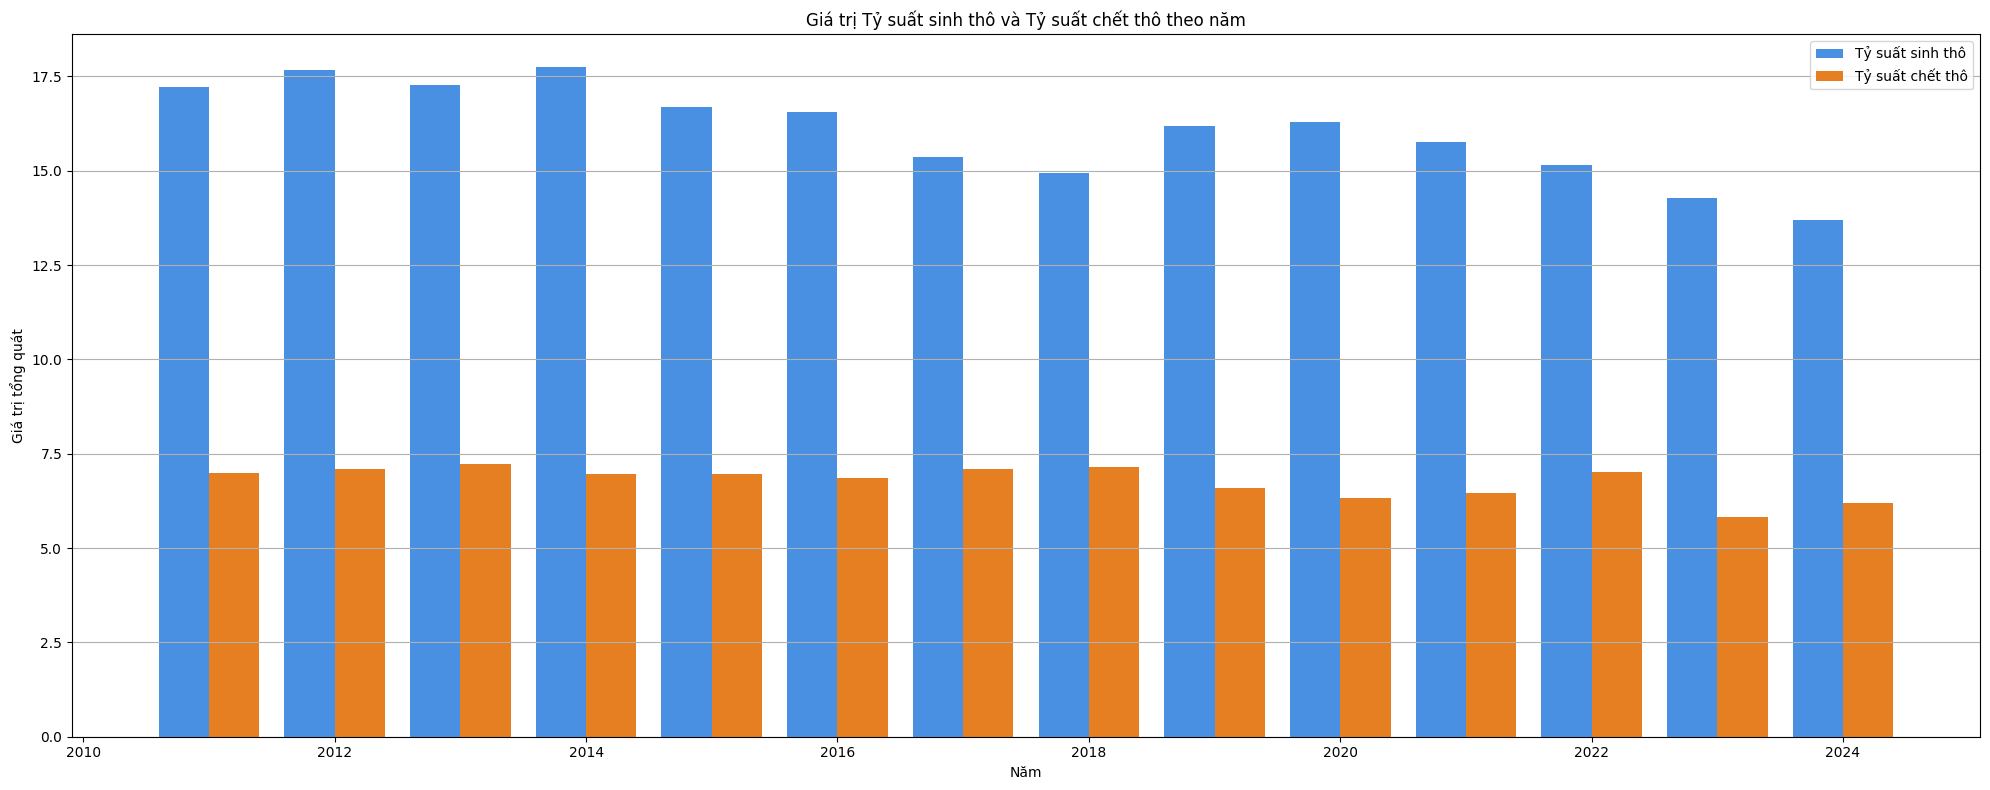 Giá trị Tỷ suất sinh thô và Tỷ suất chết thô theo năm
Tỷ suất sinh thô
Tỷ suất chết thô
Giá trị tổng quát
17.5
15.0
12.5
10.0
7.5
5.0
2.5
0.0
2010 2012 2014 2016 2018 2020 2022 2024
Năm